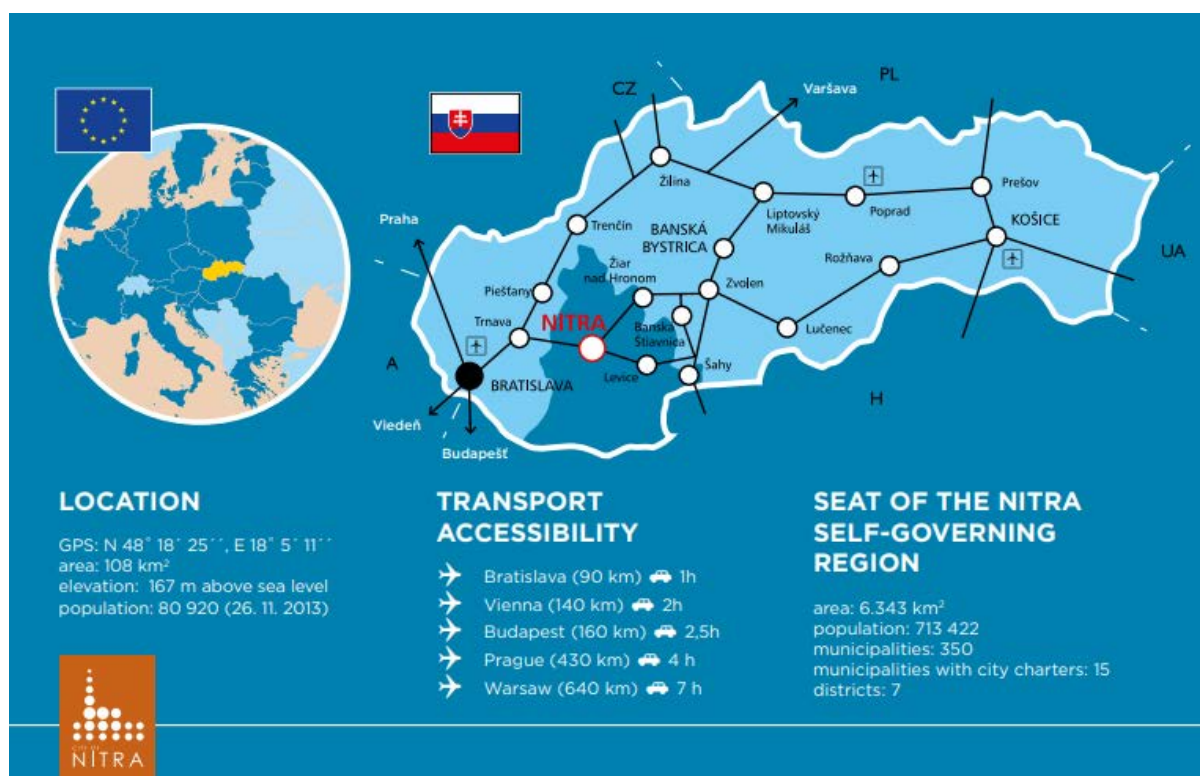 CZ
PL
Varšava
Žilina
Prešov
Poprad
Liptovský
Mikuláš
Praha
Trenčín
BANSKÁ
BYSTRICA
KOŠICE
UA
Žiar
nad Hronom
Rožňava
Zvolen
Piešťany
Trnava
NITRA
Banska
Štiavnica
Lučenec
A
BRATISLAVA
Levice
Šahy
H
Viedeň
Budapešť
LOCATION
GPS: N 48° 18´ 25´´, E 18° 5´ 11´´
area: 108 km²
elevation: 167 m above sea level
population: 80 920 (26. 11. 2013)
TRANSPORT
ACCESSIBILITY
Bratislava (90 km) 1h
Vienna (140 km) 2h
Budapest (160 km) 2,5h
Prague (430 km) 4 h
Warsaw (640 km) 7 h
SEAT OF THE NITRA
SELF-GOVERNING
REGION
area: 6.343 km²
population: 713 422
municipalities: 350
municipalities with city charters: 15
districts: 7
CITY OF
NITRA